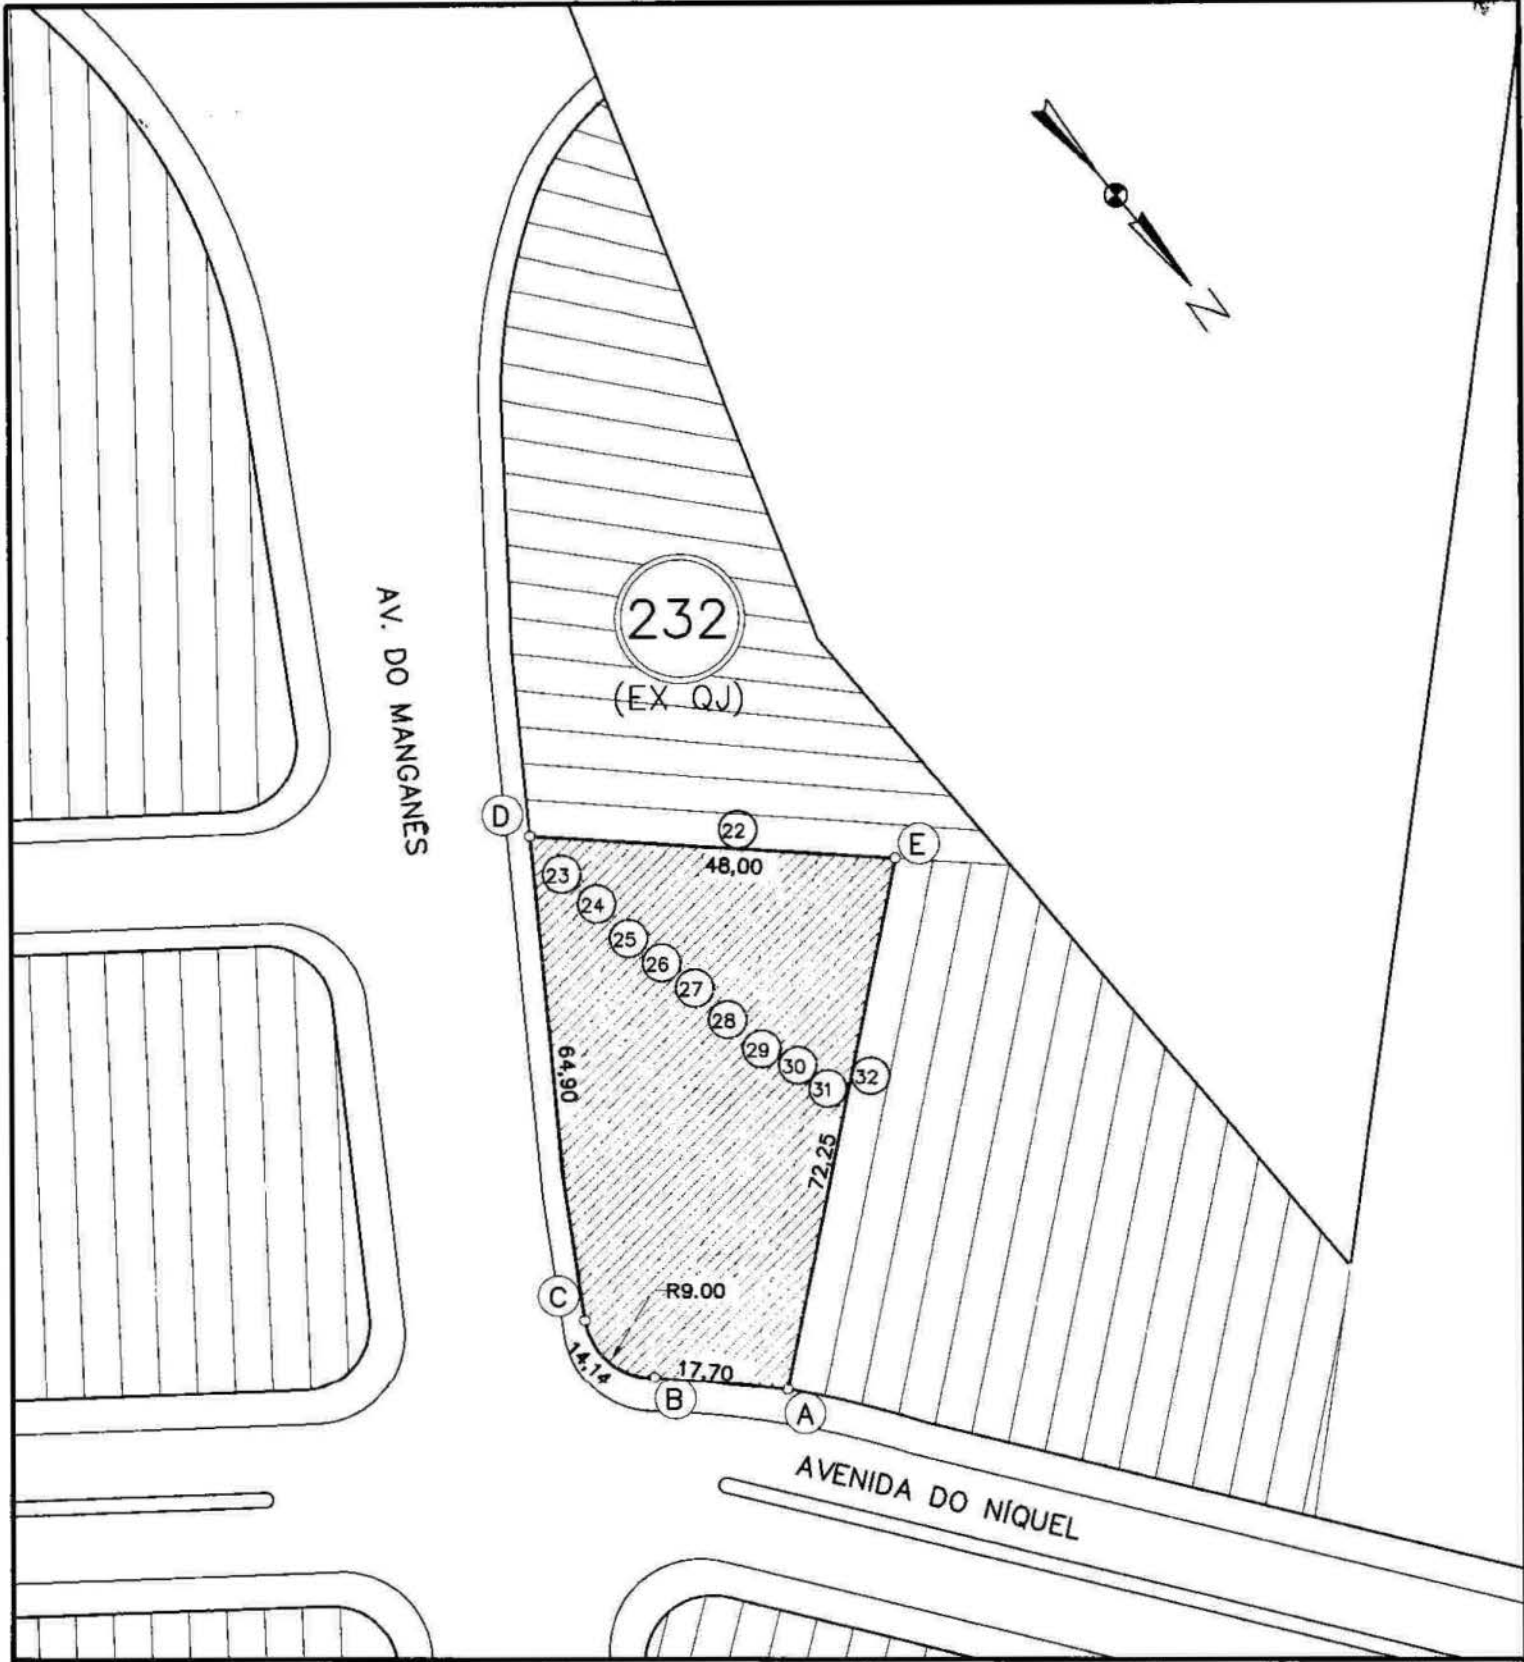 N
AV. DO MANGANÊS
232
(EX QJ)
D
22
E
48,00
23
24
25
26
27
28
29
30
31
32
64,90
72,25
C
R9.00
14,14
17,70
B
A
AVENIDA DO NÍQUEL